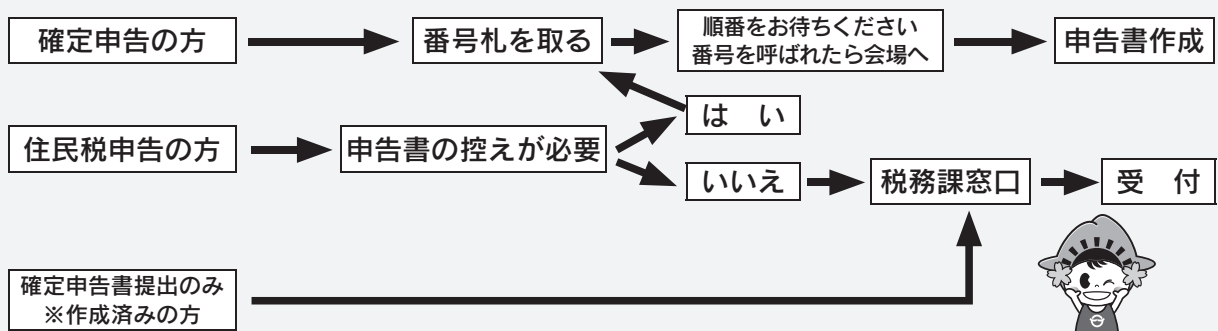 確定申告の方
番号札を取る
順番をお待ちください
番号を呼ばれたら会場へ
申告書作成
は　い
住民税申告の方
申告書の控えが必要
いいえ
税務課窓口
受　付
確定申告書提出のみ
※作成済みの方